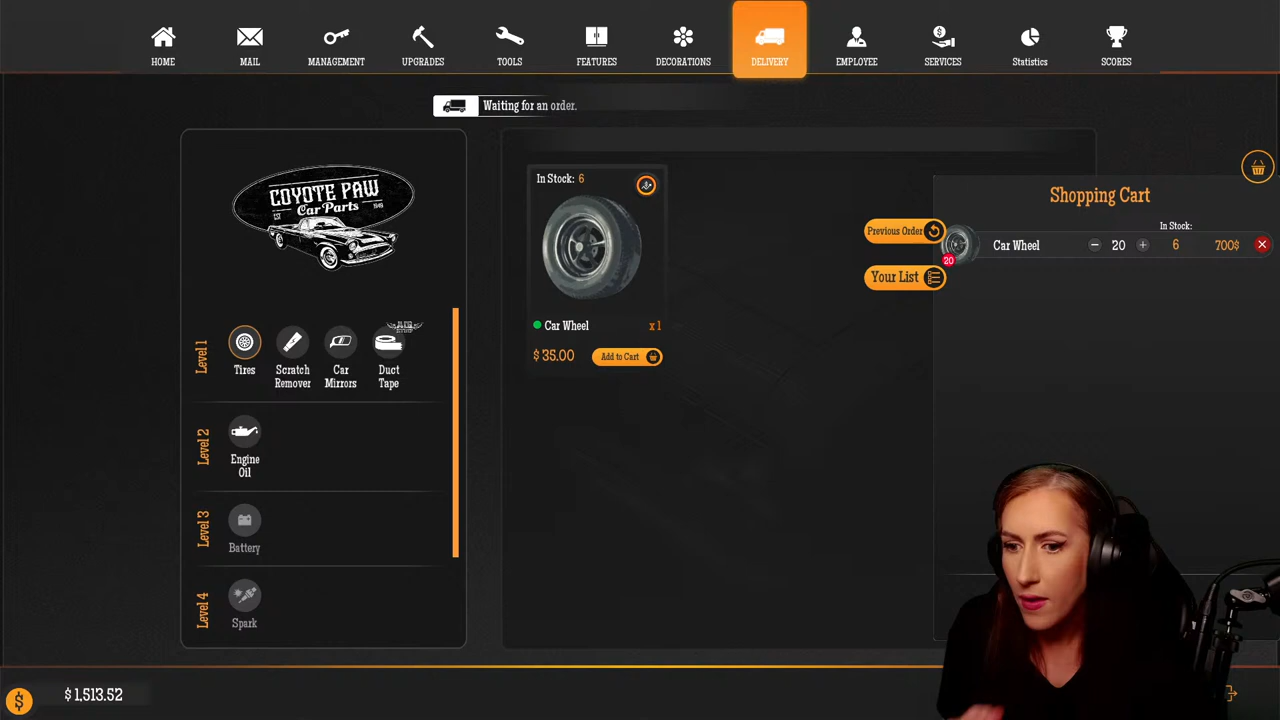 HOME
MAIL
MANAGEMENT
UPGRADES
TOOLS
FEATURES
DECORATIONS
DELIVERY
EMPLOYEE
SERVICES
Statistics
SCORES
Waiting for an order.
COYOTE PAW
Car Parts
Level 1
Tires
Scratch Remover
Car Mirrors
Duct Tape
Level 2
Engine Oil
Level 3
Battery
Level 4
Spark
In Stock: 6
Car Wheel
x 1
$ 35.00
Add to Cart
Previous Order
Your List
Shopping Cart
In Stock:
20
Car Wheel
20
6
700$
$ 1,513.52